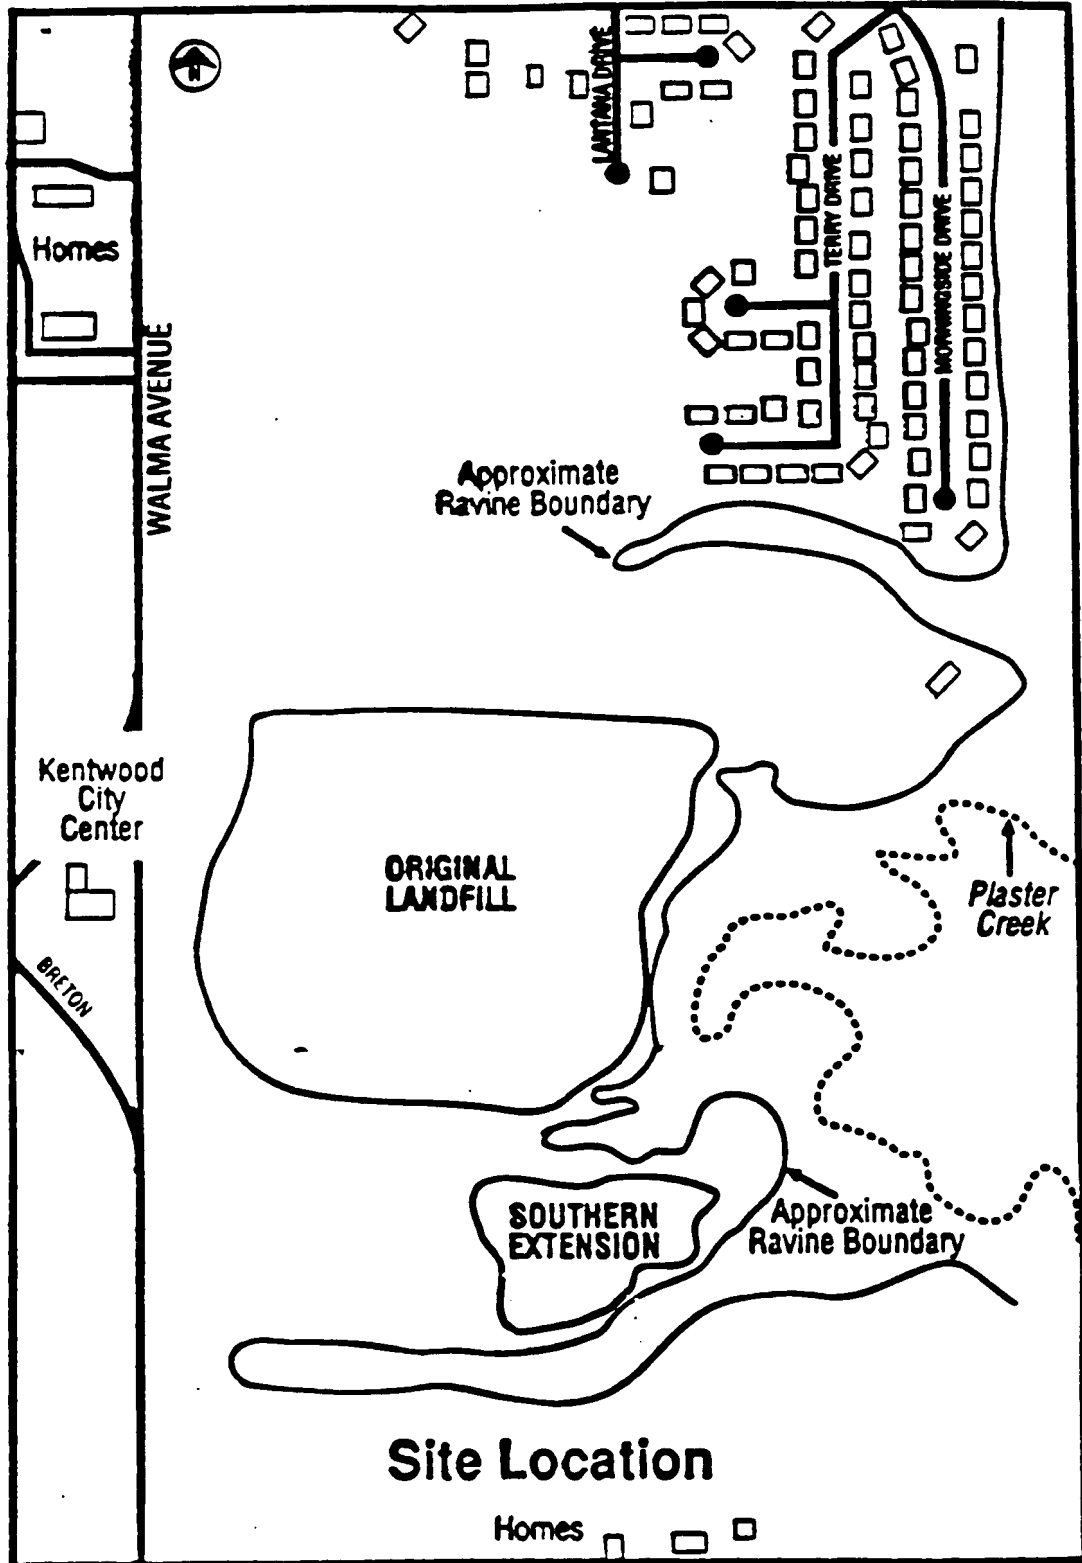 N
LANTANA DRIVE
TERRY DRIVE
MORNINGSIDE DRIVE
Homes
WALMA AVENUE
Approximate
Ravine Boundary
Kentwood
City
Center
ORIGINAL
LANDFILL
Plaster
Creek
BRETON
SOUTHERN
EXTENSION
Approximate
Ravine Boundary
Site Location
Homes